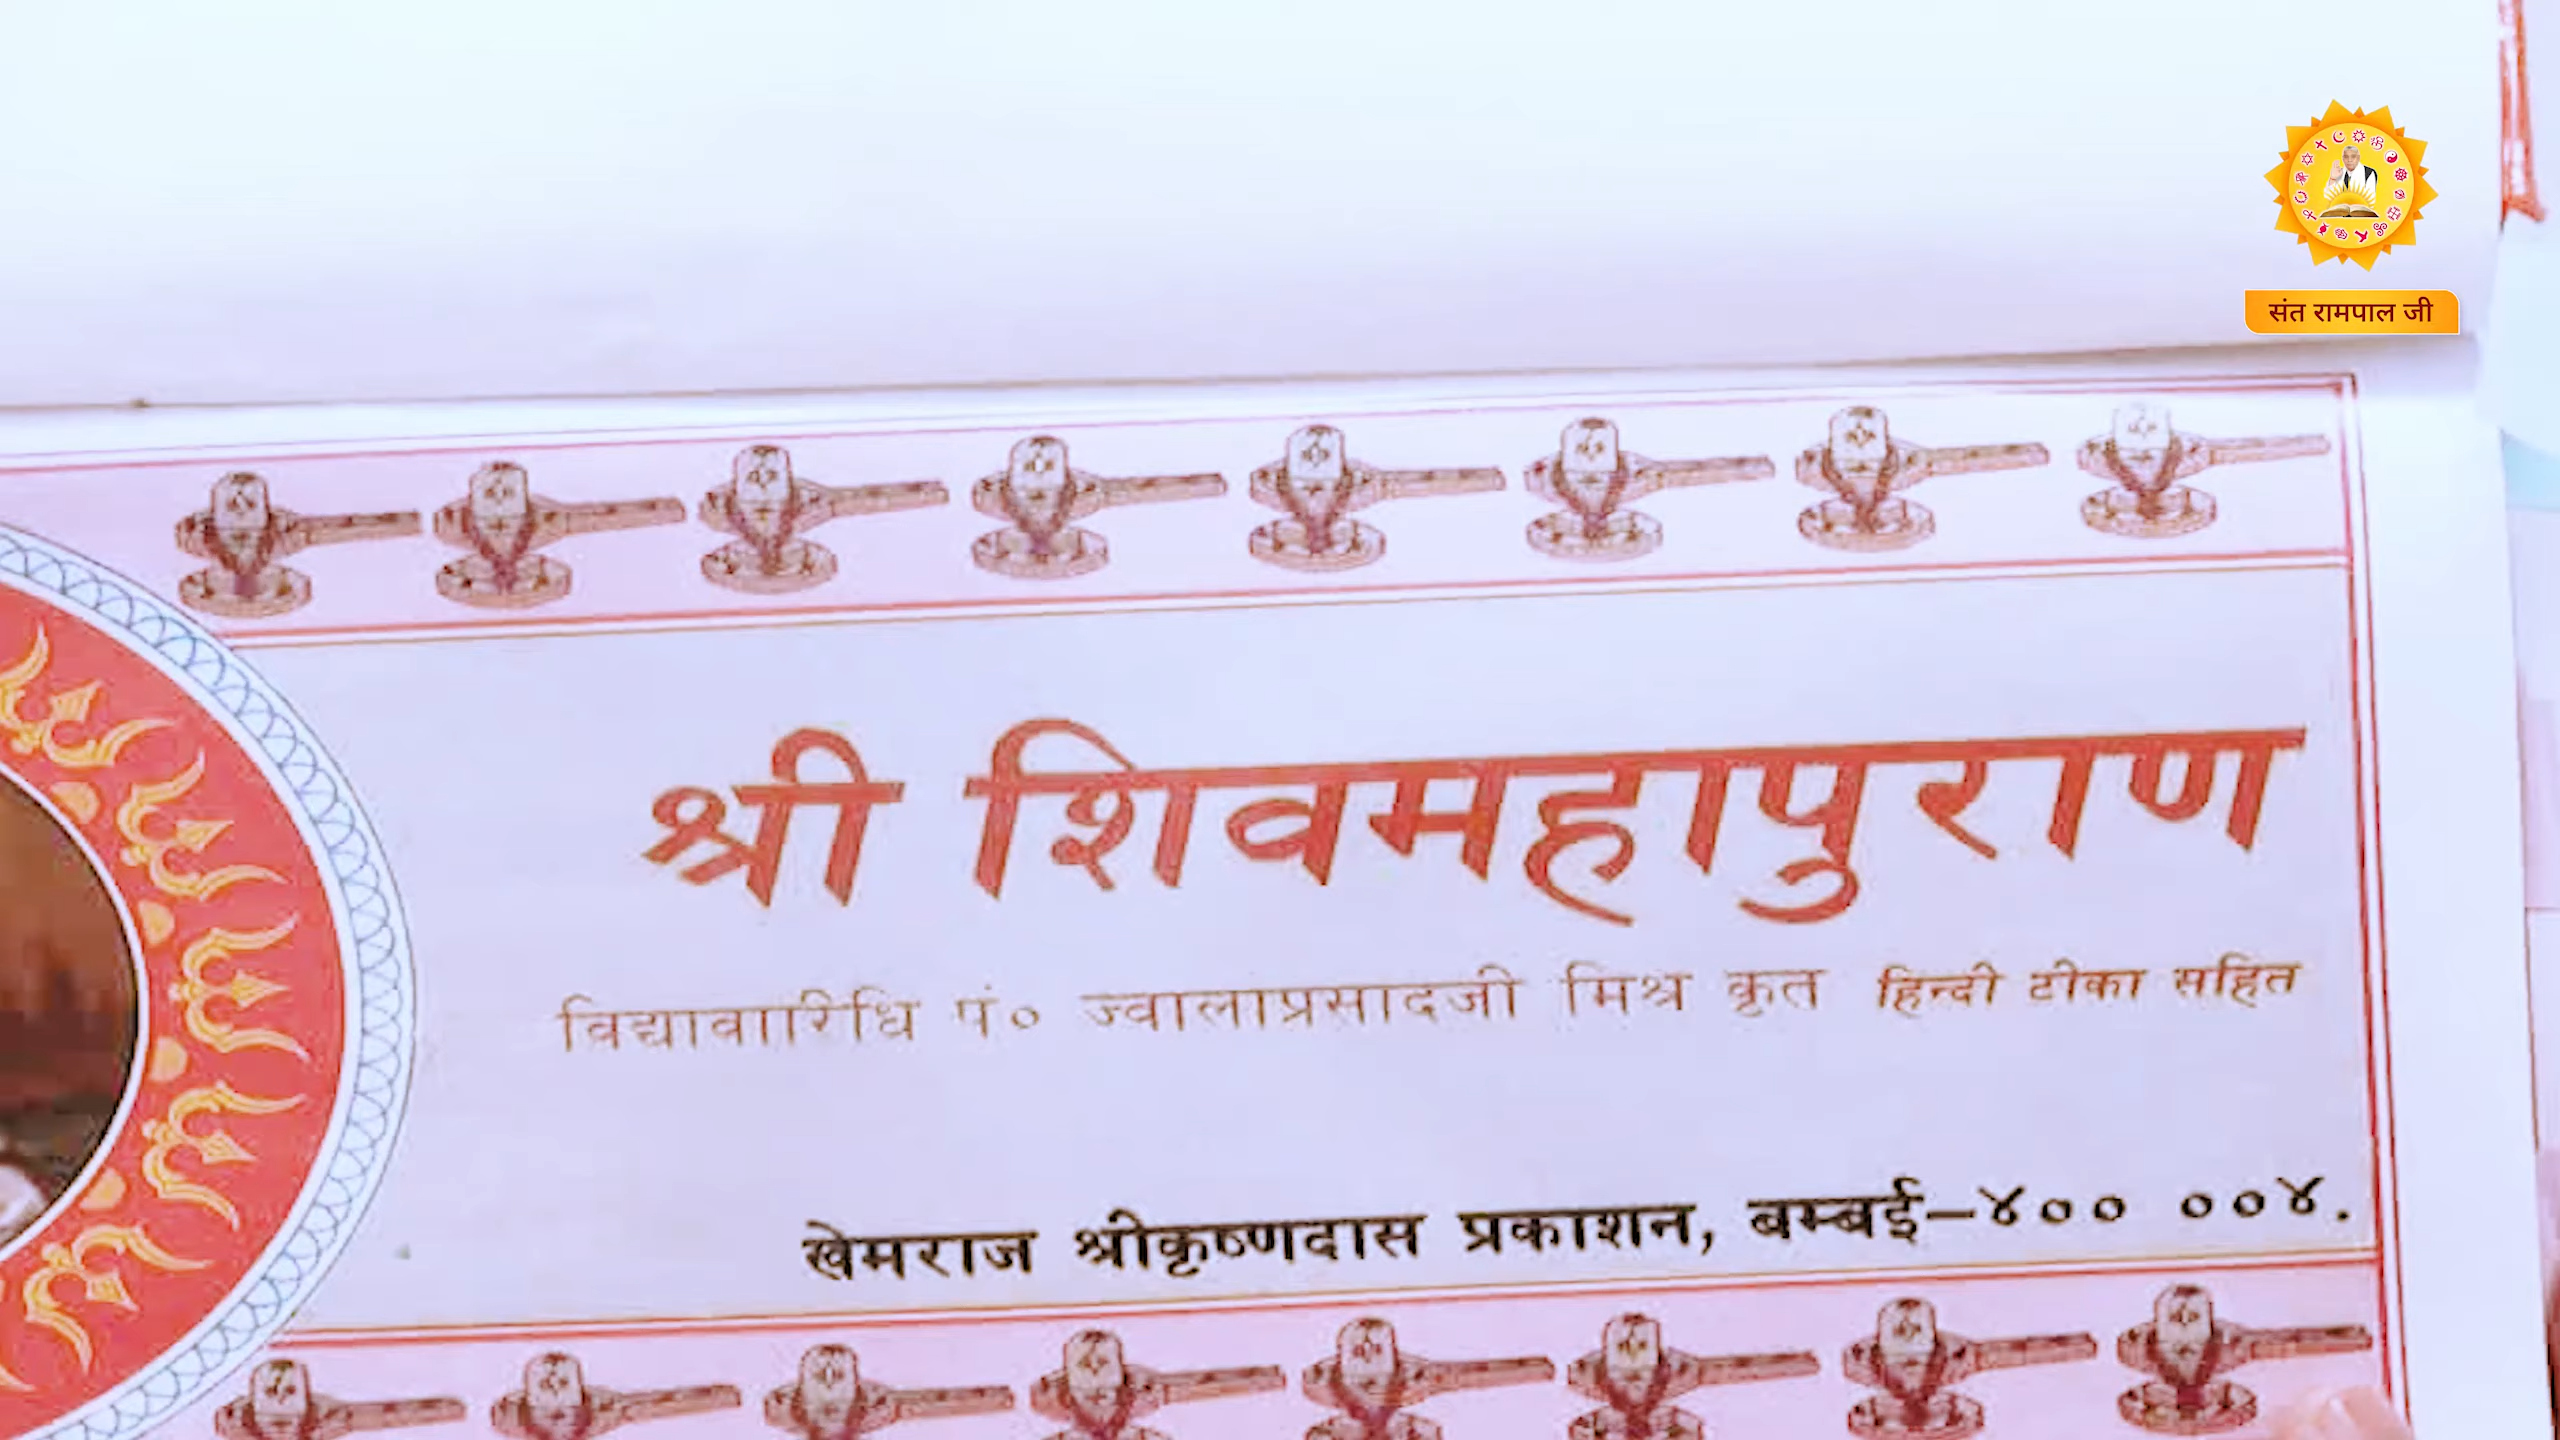 संत रामपाल जी
श्री शिवमहापुराण
विद्यावारिधि पं० ज्वालाप्रसादजी मिश्र कृत हिन्दी टीका सहित
खेमराज श्रीकृष्णदास प्रकाशन, बम्बई-४०० ००४.